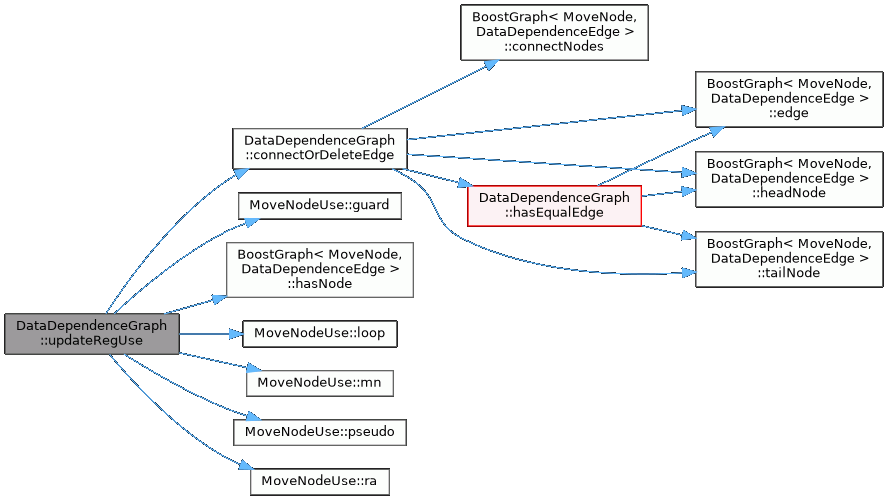 BoostGraph< MoveNode,
DataDependenceEdge >
::connectNodes
BoostGraph< MoveNode,
DataDependenceEdge >
::edge
DataDependenceGraph
::connectOrDeleteEdge
BoostGraph< MoveNode,
DataDependenceEdge >
::headNode
MoveNodeUse::guard
DataDependenceGraph
::hasEqualEdge
BoostGraph< MoveNode,
DataDependenceEdge >
::hasNode
BoostGraph< MoveNode,
DataDependenceEdge >
::tailNode
DataDependenceGraph
::updateRegUse
MoveNodeUse::loop
MoveNodeUse::mn
MoveNodeUse::pseudo
MoveNodeUse::ra